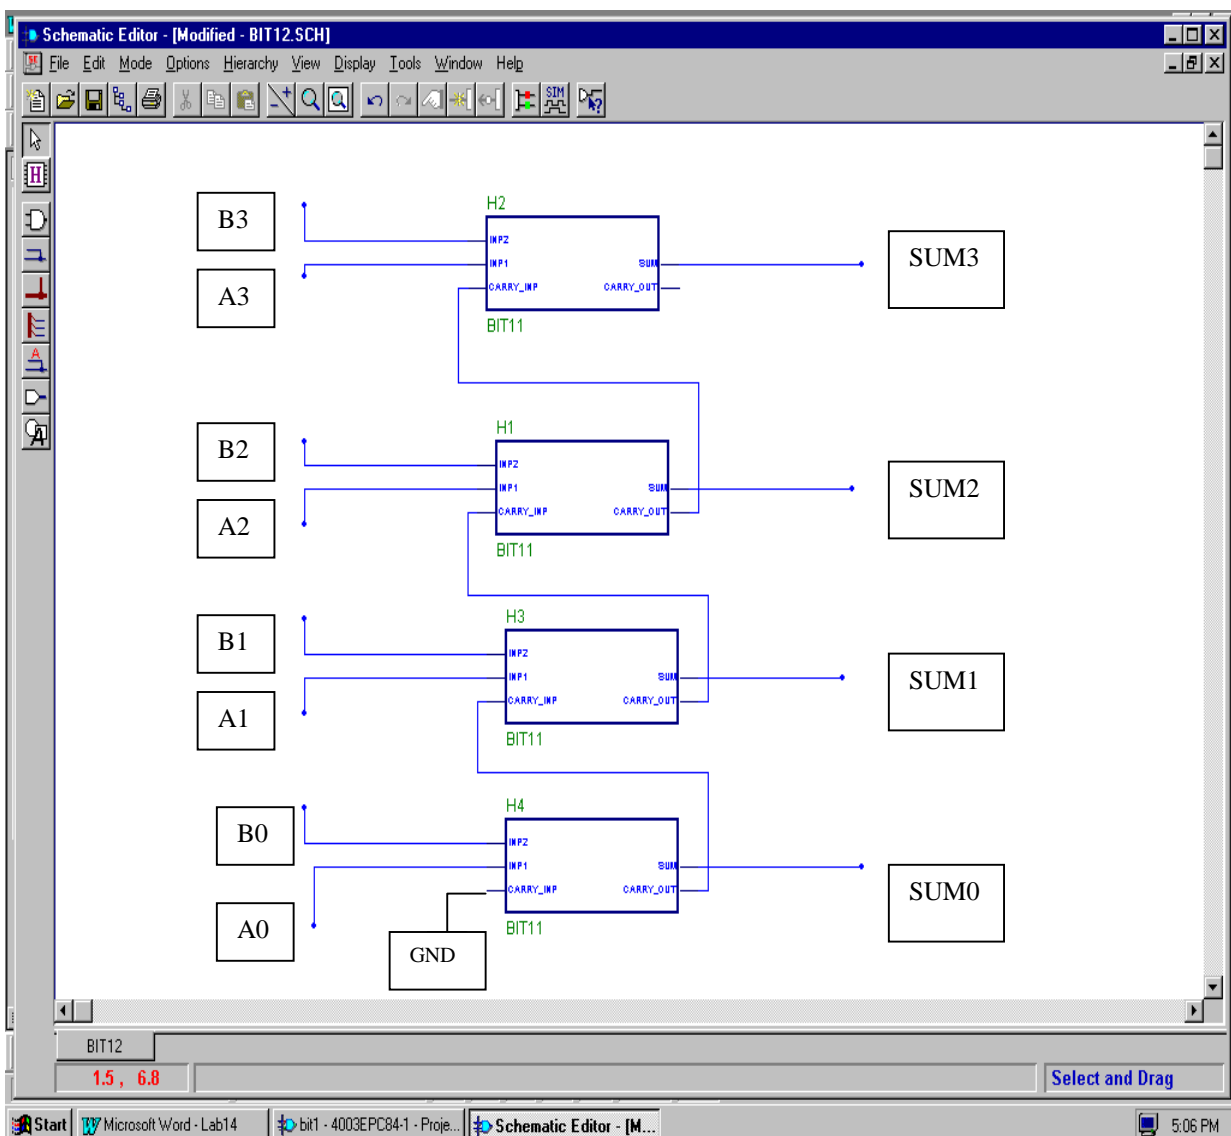 Schematic Editor - [Modified - BIT12.SCH]
File Edit Mode Options Hierarchy View Display Tools Window Help
SIM
H
A
A
B3
A3
H2
INP2
INP1
CARRY_INP
SUM
CARRY_OUT
BIT11
SUM3
B2
A2
H1
INP2
INP1
CARRY_INP
SUM
CARRY_OUT
BIT11
SUM2
B1
A1
H3
INP2
INP1
CARRY_INP
SUM
CARRY_OUT
BIT11
SUM1
B0
A0
H4
INP2
INP1
CARRY_INP
SUM
CARRY_OUT
BIT11
SUM0
GND
BIT12
1.5 , 6.8
Select and Drag
Start
Microsoft Word - Lab14
bit1 - 4003EPC84-1 - Proje...
Schematic Editor - [M...
5:06 PM